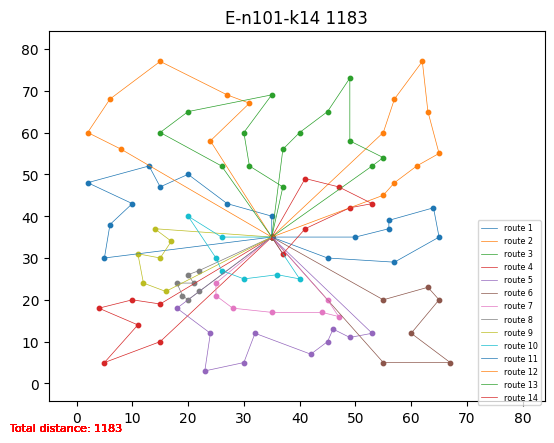 E-n101-k14 1183
80
70
60
50
40
30
20
10
0
0 10 20 30 40 50 60 70 80
route 1
route 2
route 3
route 4
route 5
route 6
route 7
route 8
route 9
route 10
route 11
route 12
route 13
route 14
Total distance: 1183